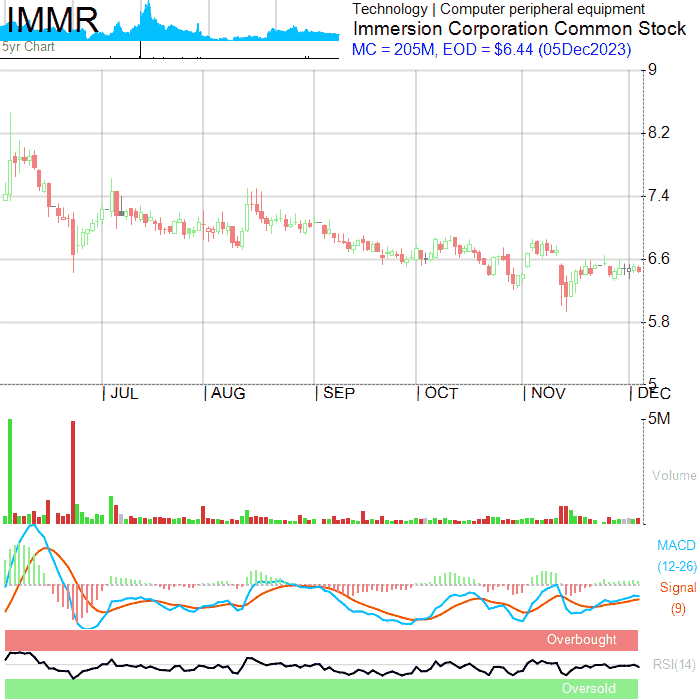 IMMR
5yr Chart
Technology | Computer peripheral equipment
Immersion Corporation Common Stock
MC = 205M, EOD = $6.44 (05Dec2023)
9
8.2
7.4
6.6
5.8
5
| JUL | AUG | SEP | OCT | NOV | DEC
5M
Volume
MACD
(12-26)
Signal
(9)
Overbought
RSI(14)
Oversold